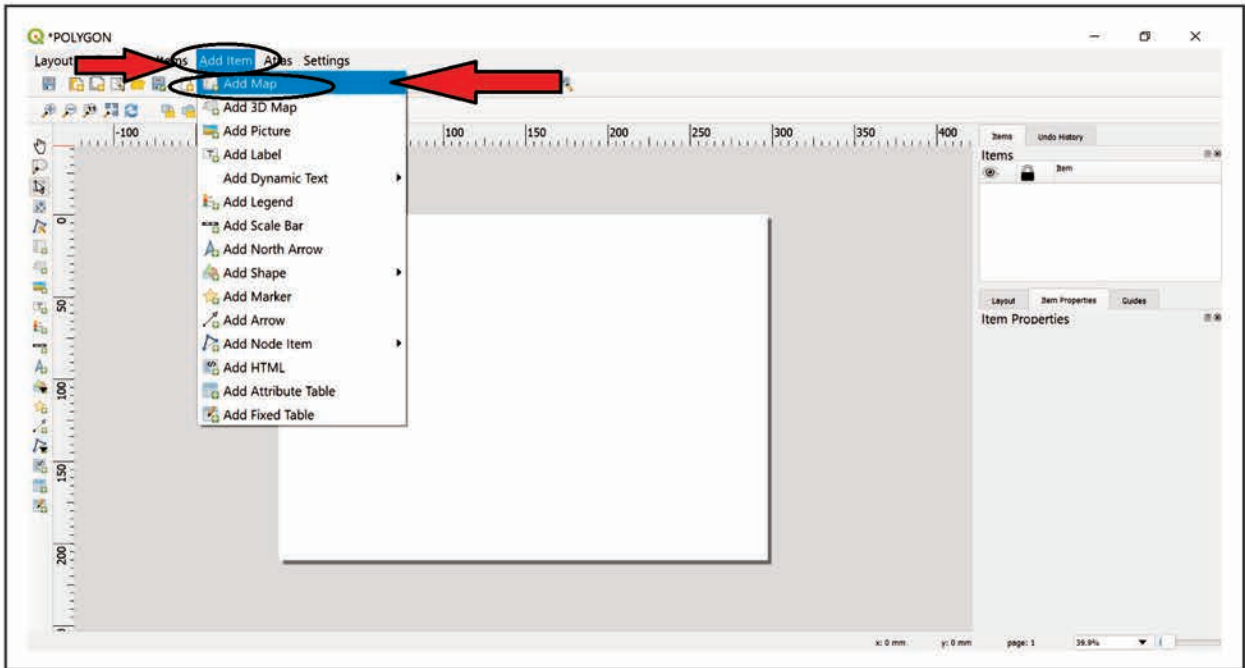 *POLYGON
Layout ms Add Item Atlas Settings
Add Map
Add 3D Map
Add Picture
Add Label
Add Dynamic Text
Add Legend
Add Scale Bar
Add North Arrow
Add Shape
Add Marker
Add Arrow
Add Node Item
Add HTML
Add Attribute Table
Add Fixed Table
-100 100 150 200 250 300 350 400
0
50
100
150
200
Items Undo History
Items
Item
Layout Item Properties Guides
Item Properties
x: 0 mm y: 0 mm page: 1 39.9%